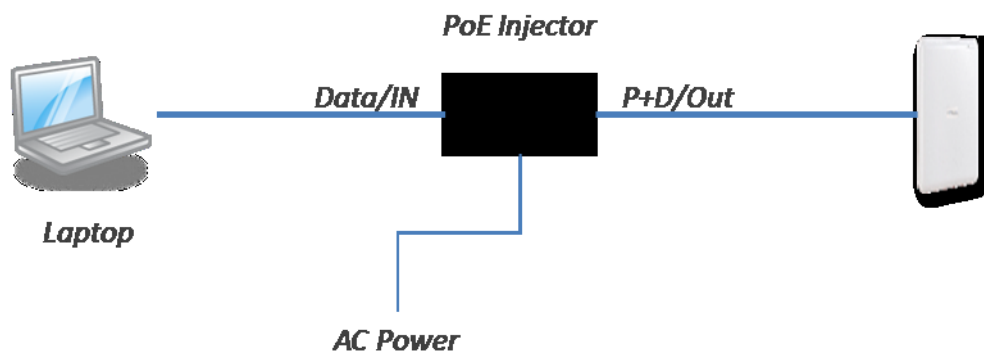 PoE Injector
Data/IN
P+D/Out
Laptop
AC Power